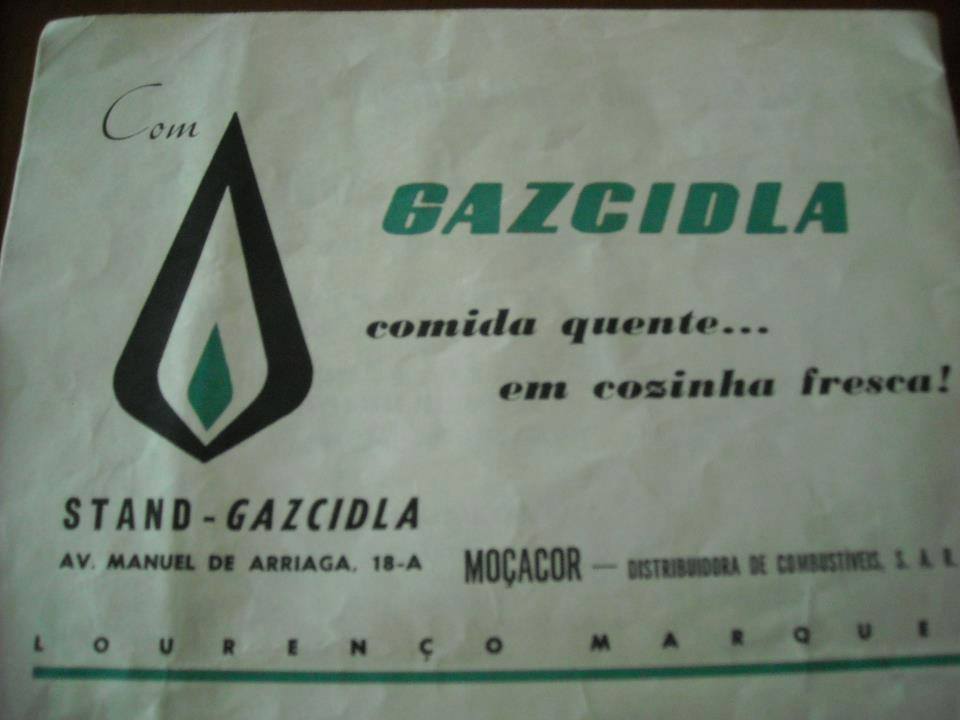 Com
GAZCIDLA
comida quente...
em cozinha fresca!
STAND - GAZCIDLA
AV. MANUEL DE ARRIAGA, 18-A
MOÇACOR — DISTRIBUIDORA DE COMBUSTÍVEIS, S. A. R.
LOURENÇO MARQUE